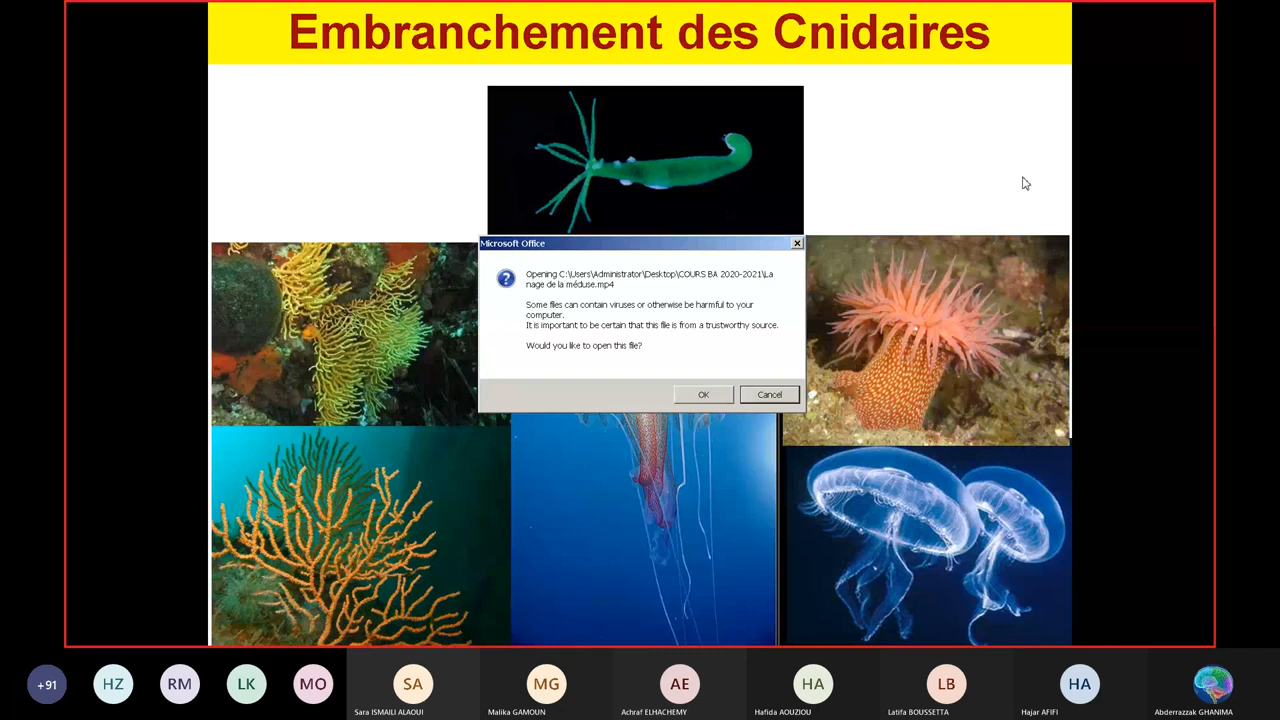 Embranchement des Cnidaires
Microsoft Office
Opening C:\Users\Administrator\Desktop\COURS BA 2020-2021\La
nage de la méduse.mp4
Some files can contain viruses or otherwise be harmful to your
computer.
It is important to be certain that this file is from a trustworthy source.
Would you like to open this file?
OK
Cancel
+91
HZ
RM
LK
MO
SA
MG
AE
HA
LB
HA
Sara ISMAILI ALAOUI
Malika GAMOUN
Achraf ELHACHEMY
Hafida AOUZIOU
Latifa BOUSSETTA
Hajar AFIFI
Abderrazzak GHANIMA